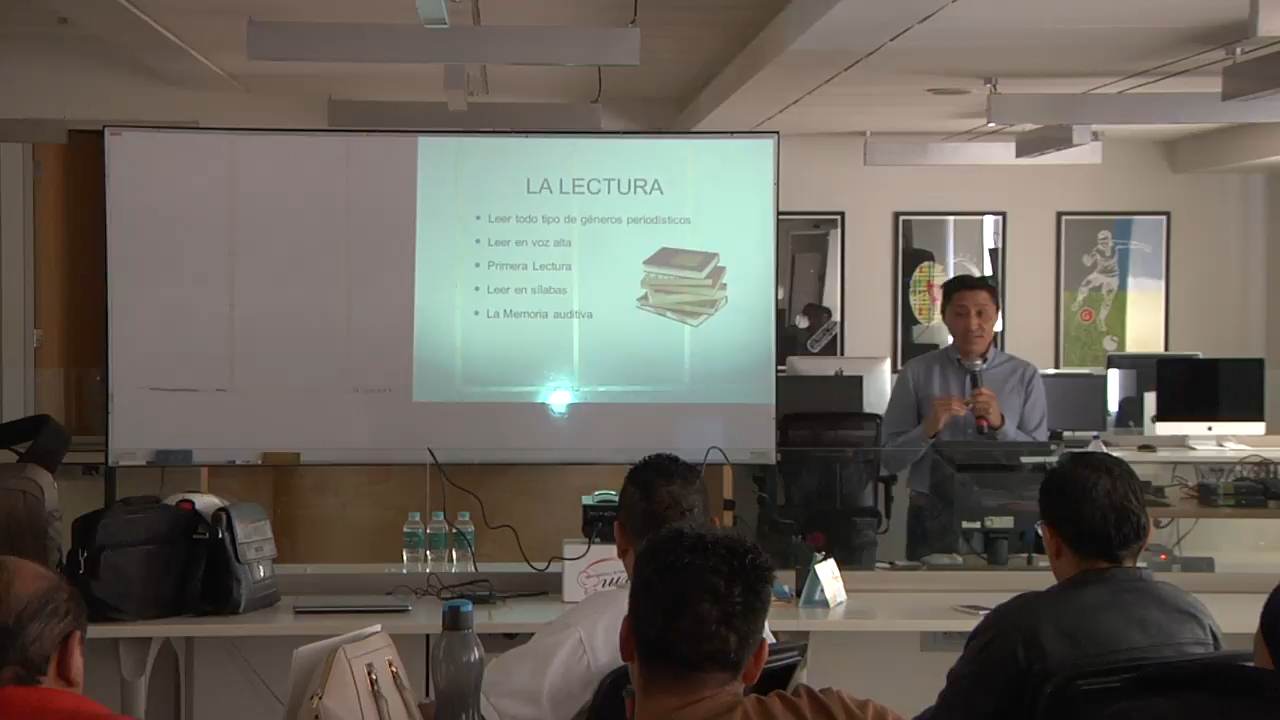 LA LECTURA
• Leer todo tipo de géneros periodísticos
• Leer en voz alta
• Primera Lectura
• Leer en sílabas
• La Memoria auditiva